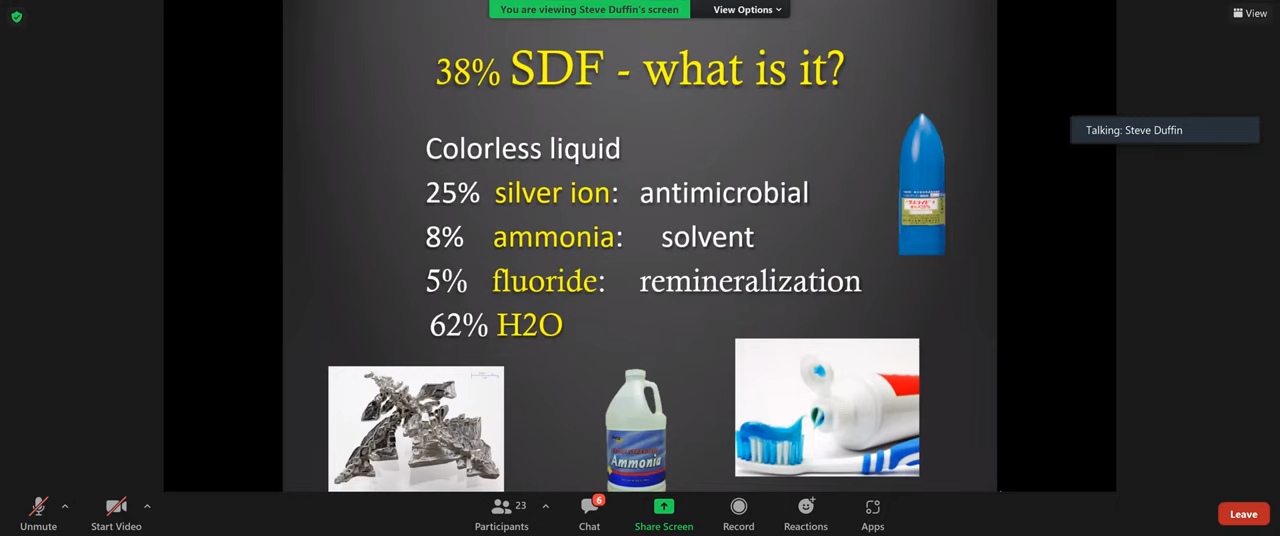 You are viewing Steve Duffin's screen
View Options
View
38% SDF - what is it?
Talking: Steve Duffin
Colorless liquid
25% silver ion: antimicrobial
8% ammonia: solvent
5% fluoride: remineralization
62% H2O
Ammonia
Unmute
Start Video
23
Participants
6
Chat
Share Screen
Record
Reactions
Apps
Leave